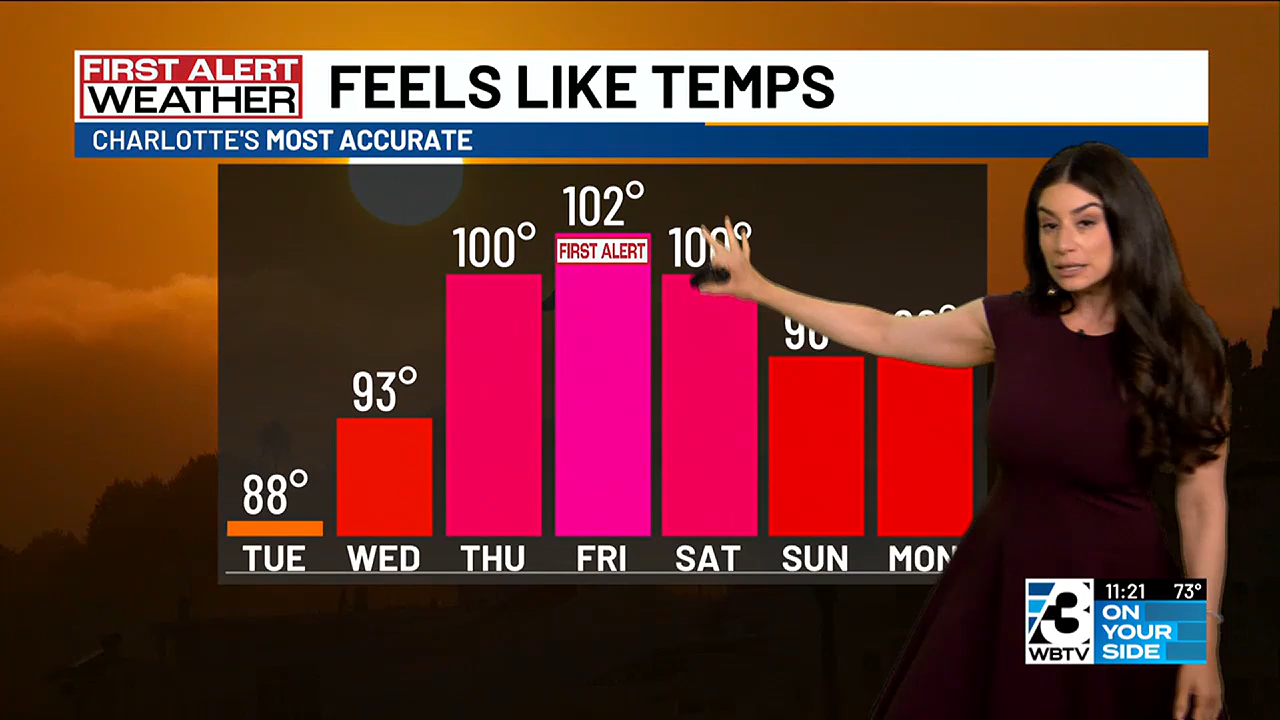 FIRST ALERT
WEATHER
FEELS LIKE TEMPS
CHARLOTTE'S MOST ACCURATE
102°
100°
FIRST ALERT
100°
93°
88°
TUE WED THU FRI SAT SUN MON
3
WBTV
11:21 73°
ON
YOUR
SIDE